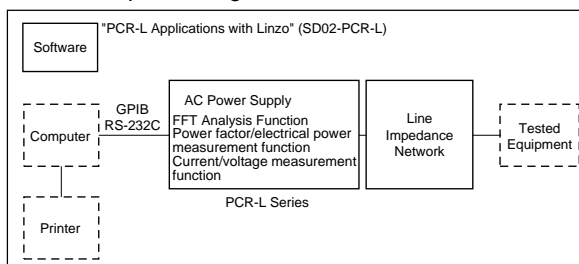 "PCR-L Applications with Linzo" (SD02-PCR-L)
Software
Computer
GPIB
RS-232C
AC Power Supply
FFT Analysis Function
Power factor/electrical power
measurement function
Current/voltage measurement
function
PCR-L Series
Line
Impedance
Network
Tested
Equipment
Printer